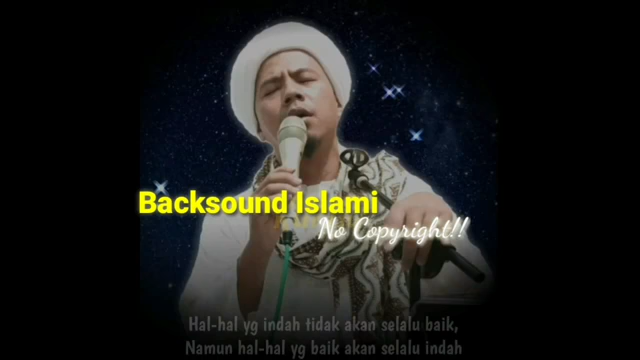 Backsound Islami
No Copyright!!
Hal-hal yg indah tidak akan selalu baik,
Namun hal-hal yg baik akan selalu indah